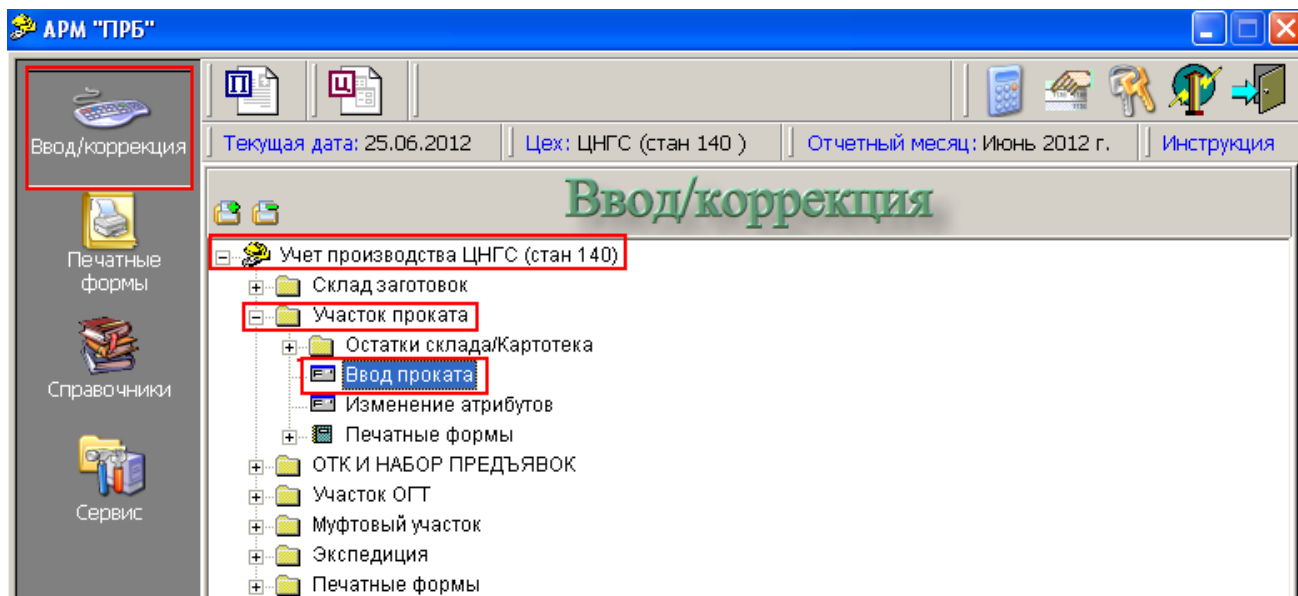 АРМ "ПРБ"
П Ц
Ввод/коррекция
Текущая дата: 25.06.2012 Цех: ЦНГС (стан 140 ) Отчетный месяц: Июнь 2012 г. Инструкция
Ввод/коррекция
Печатные
формы
Справочники
Сервис
Учет производства ЦНГС (стан 140)
Склад заготовок
Участок проката
Остатки склада/Картотека
Ввод проката
Изменение атрибутов
Печатные формы
ОТК И НАБОР ПРЕДЪЯВОК
Участок ОГТ
Муфтовый участок
Экспедиция
Печатные формы